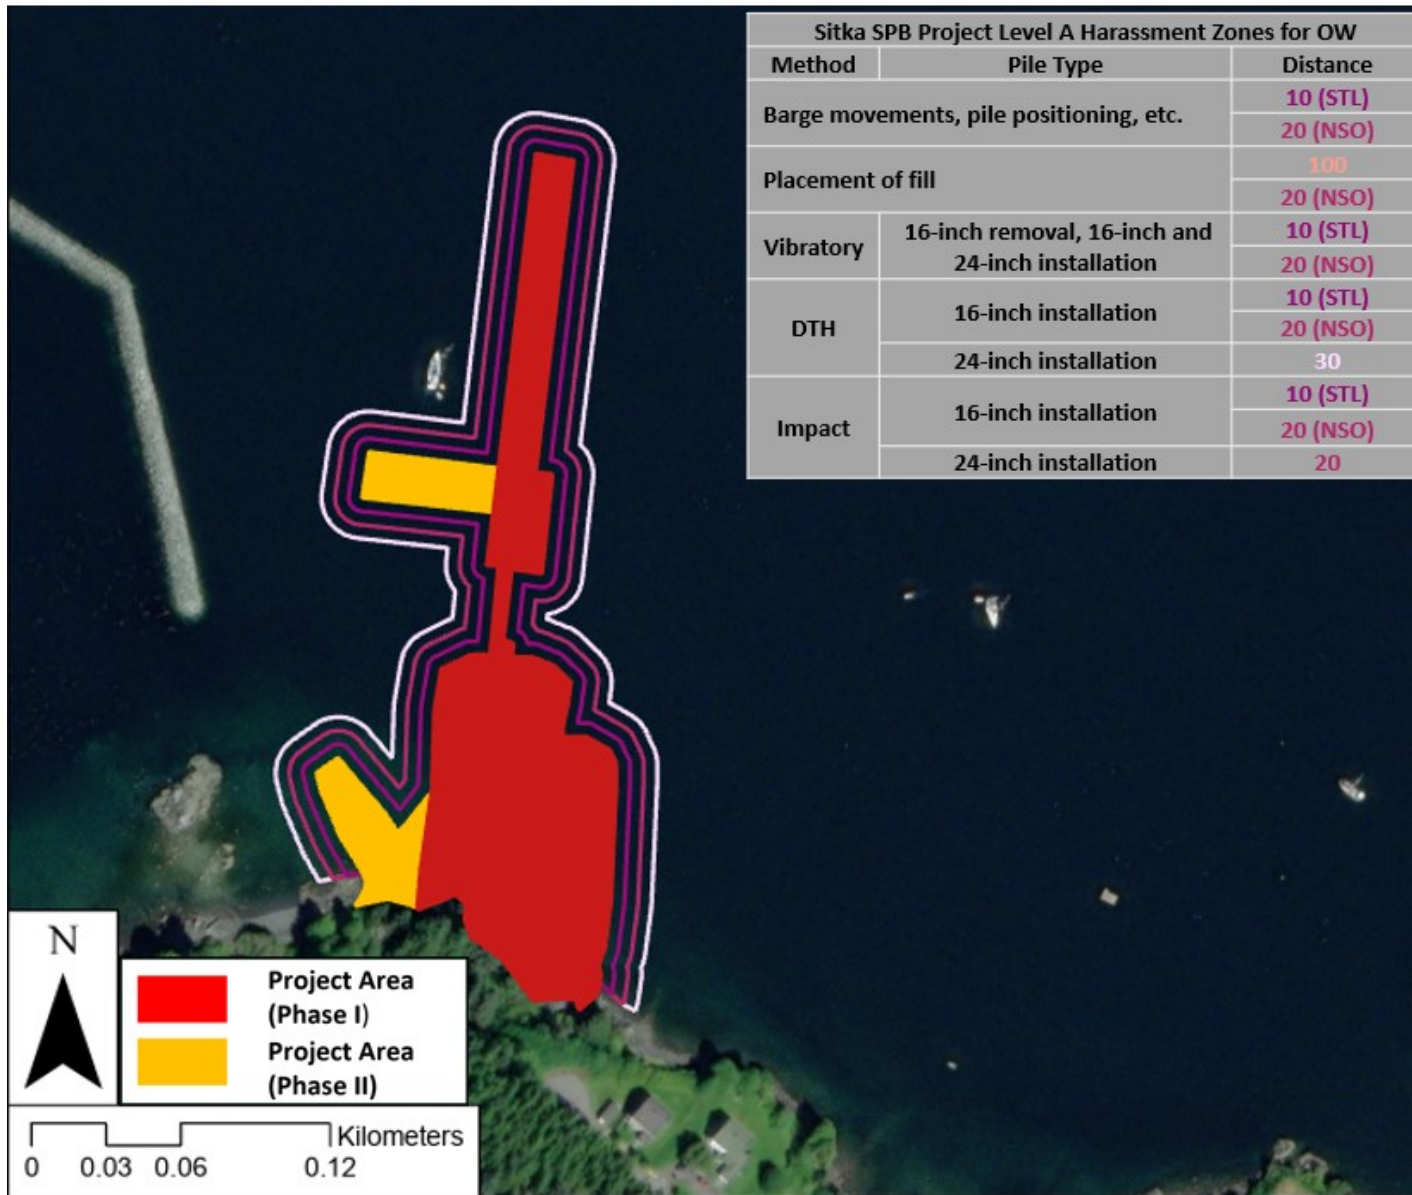 Sitka SPB Project Level A Harassment Zones for OW
Method Pile Type Distance
Barge movements, pile positioning, etc. 10 (STL)
20 (NSO)
Placement of fill 100
20 (NSO)
Vibratory 16-inch removal, 16-inch and 10 (STL)
24-inch installation 20 (NSO)
DTH 16-inch installation 10 (STL)
20 (NSO)
24-inch installation 30
Impact 16-inch installation 10 (STL)
20 (NSO)
24-inch installation 20
N
Project Area
(Phase I)
Project Area
(Phase II)
Kilometers
0 0.03 0.06 0.12